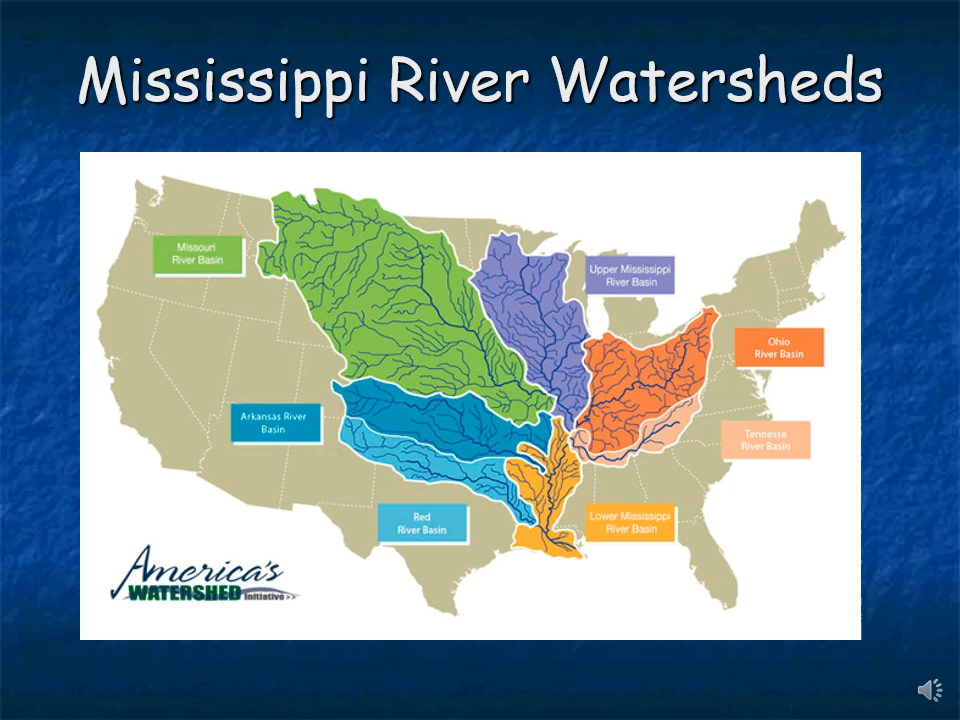 Mississippi River Watersheds
Missouri
River Basin
Upper Mississippi
River Basin
Ohio
River Basin
Arkansas River
Basin
Tennesse
River Basin
Red
River Basin
Lower Mississippi
River Basin
America's
WATERSHED
Initiative >>